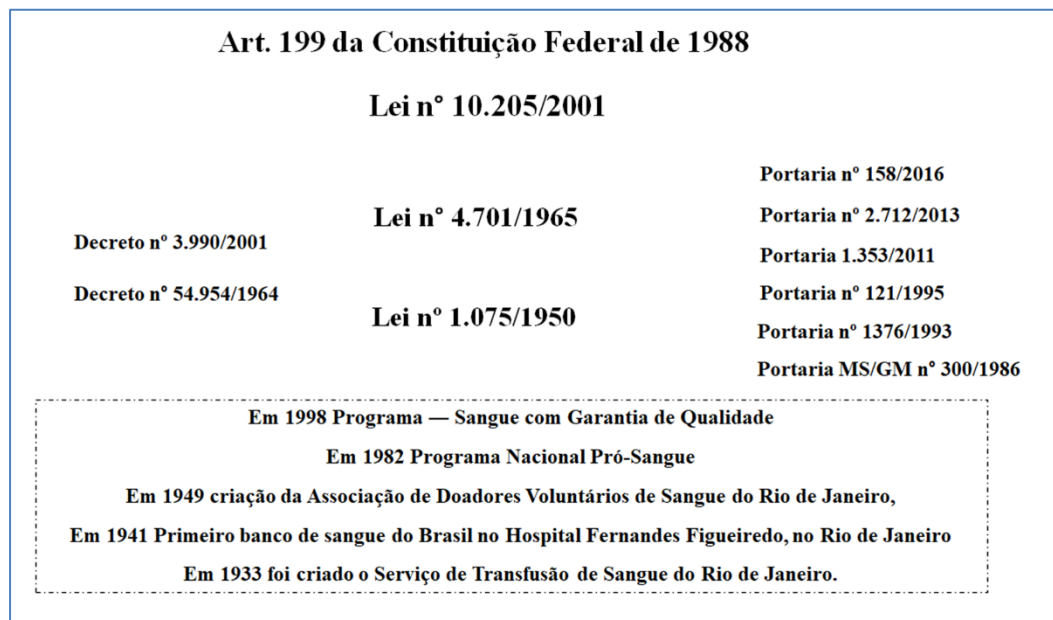 Art. 199 da Constituição Federal de 1988
Lei n° 10.205/2001
Lei n° 4.701/1965
Lei nº 1.075/1950
Decreto nº 3.990/2001
Decreto n° 54.954/1964
Portaria nº 158/2016
Portaria nº 2.712/2013
Portaria 1.353/2011
Portaria nº 121/1995
Portaria nº 1376/1993
Portaria MS/GM n° 300/1986
Em 1998 Programa — Sangue com Garantia de Qualidade
Em 1982 Programa Nacional Pró-Sangue
Em 1949 criação da Associação de Doadores Voluntários de Sangue do Rio de Janeiro,
Em 1941 Primeiro banco de sangue do Brasil no Hospital Fernandes Figueiredo, no Rio de Janeiro
Em 1933 foi criado o Serviço de Transfusão de Sangue do Rio de Janeiro.